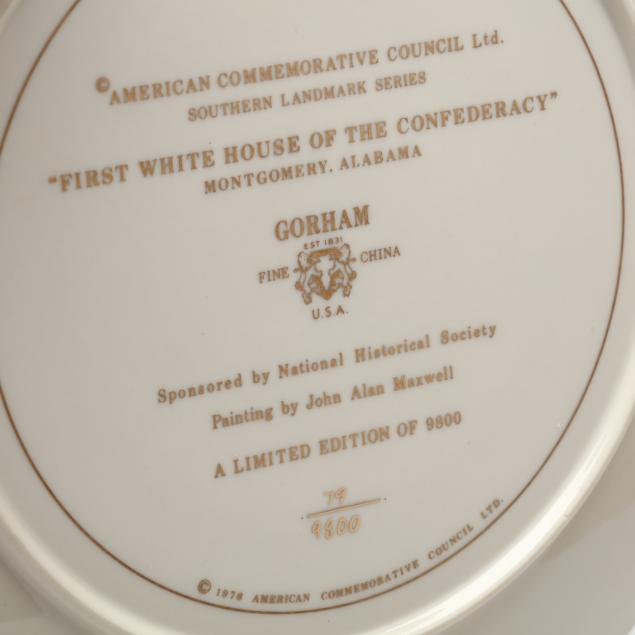 © AMERICAN COMMEMORATIVE COUNCIL Ltd.
SOUTHERN LANDMARK SERIES
"FIRST WHITE HOUSE OF THE CONFEDERACY"
MONTGOMERY, ALABAMA
GORHAM
EST 1831
FINE CHINA
U.S.A.
Sponsored by National Historical Society
Painting by John Alan Maxwell
A LIMITED EDITION OF 9800
79
9800
© 1978 AMERICAN COMMEMORATIVE COUNCIL LTD.